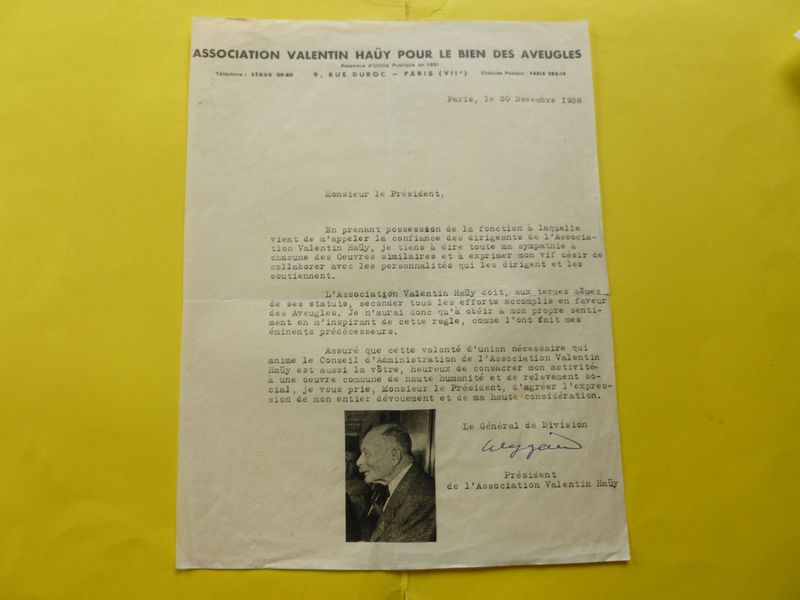 ASSOCIATION VALENTIN HAÜY POUR LE BIEN DES AVEUGLES
Reconnue d'Utilité Publique en 1891
Téléphone : SÉGUR 09-80 9, RUE DUROC – PARIS (VIIe) Chèques Postaux : PARIS 263-14
Paris, le 20 Novembre 1938
Monsieur le Président,
En prenant possession de la fonction à laquelle
vient de m'appeler la confiance des dirigeants de l'Associa-
tion Valentin Haüy, je tiens à dire toute ma sympathie à
chacune des Oeuvres similaires et à exprimer mon vif désir de
collaborer avec les personnalités qui les dirigent et les
soutiennent.
L'Association Valentin Haüy doit, aux termes mêmes
de ses statuts, seconder tous les efforts accomplis en faveur
des Aveugles. Je n'aurai donc qu'à obéir à mon propre senti-
ment en m'inspirant de cette règle, comme l'ont fait mes
éminents prédécesseurs.
Assuré que cette volonté d'union nécessaire qui
anime le Conseil d'Administration de l'Association Valentin
Haüy est aussi la vôtre, heureux de consacrer mon activité
à une oeuvre commune de haute humanité et de relèvement so-
cial, je vous prie, Monsieur le Président, d'agréer l'expres-
sion de mon entier dévouement et de ma haute considération.
Le Général de Division
Weygand
Président
de l'Association Valentin Haüy